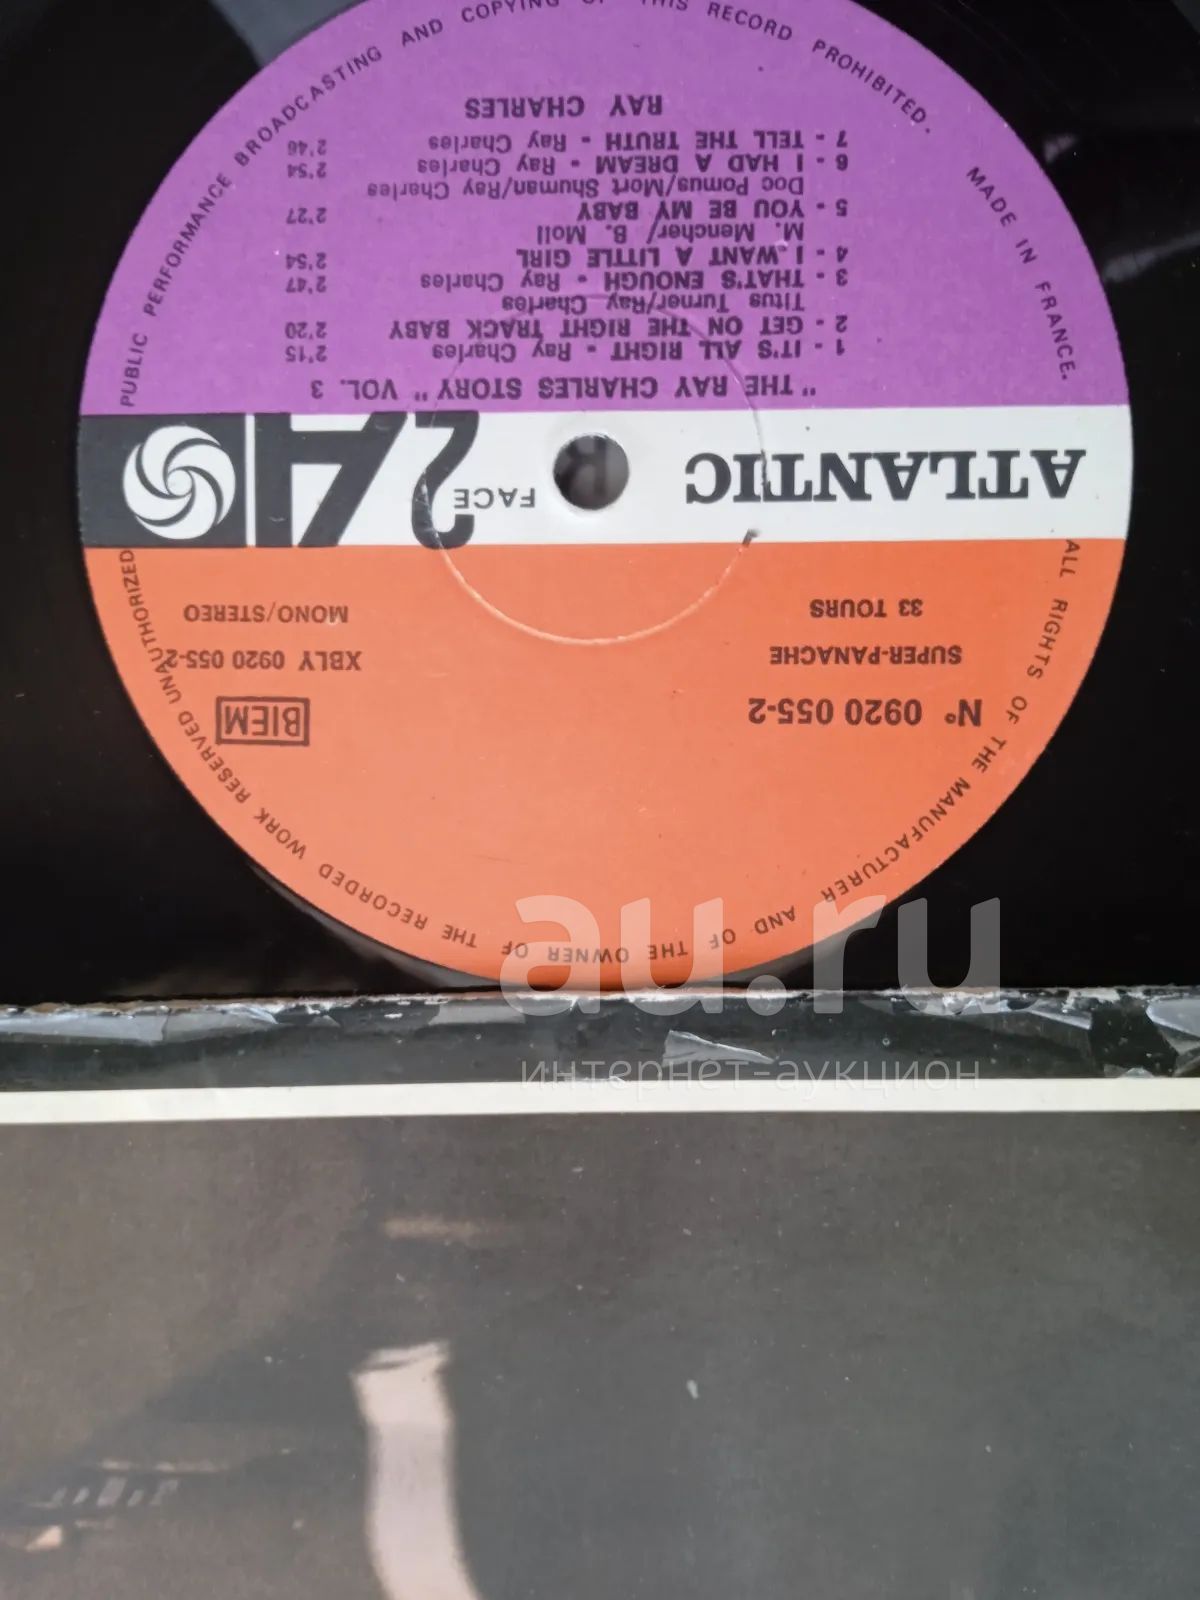 Nº 0920 055-2
BIEM
SUPER-PANACHE
XBLY 0920 055-2
33 TOURS
MONO/STEREO
ATLANTIC
FACE 2A
" THE RAY CHARLES STORY " VOL. 3
1 - IT'S ALL RIGHT - Ray Charles 2'15
2 - GET ON THE RIGHT TRACK BABY 2'20
Titus Turner/Ray Charles
3 - THAT'S ENOUGH - Ray Charles 2'47
4 - I WANT A LITTLE GIRL 2'54
M. Mencher/ B. Moll
5 - YOU BE MY BABY 2'27
Doc Pomus/Mort Shuman/Ray Charles
6 - I HAD A DREAM - Ray Charles 2'54
7 - TELL THE TRUTH - Ray Charles 2'46
RAY CHARLES
ALL RIGHTS OF THE MANUFACTURER AND OF THE OWNER OF THE RECORDED WORK RESERVED UNAUTHORIZED PUBLIC PERFORMANCE BROADCASTING AND COPYING OF THIS RECORD PROHIBITED.
MADE IN FRANCE.
au.ru
интернет-аукцион